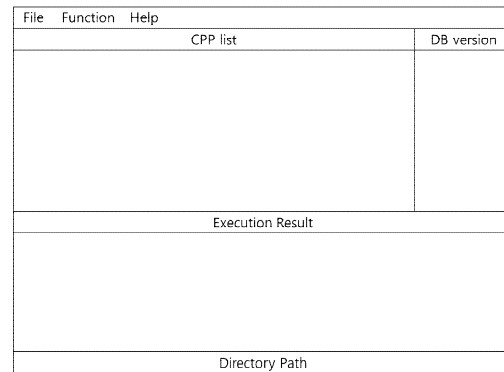 File Function Help
CPP list DB version
Execution Result
Directory Path